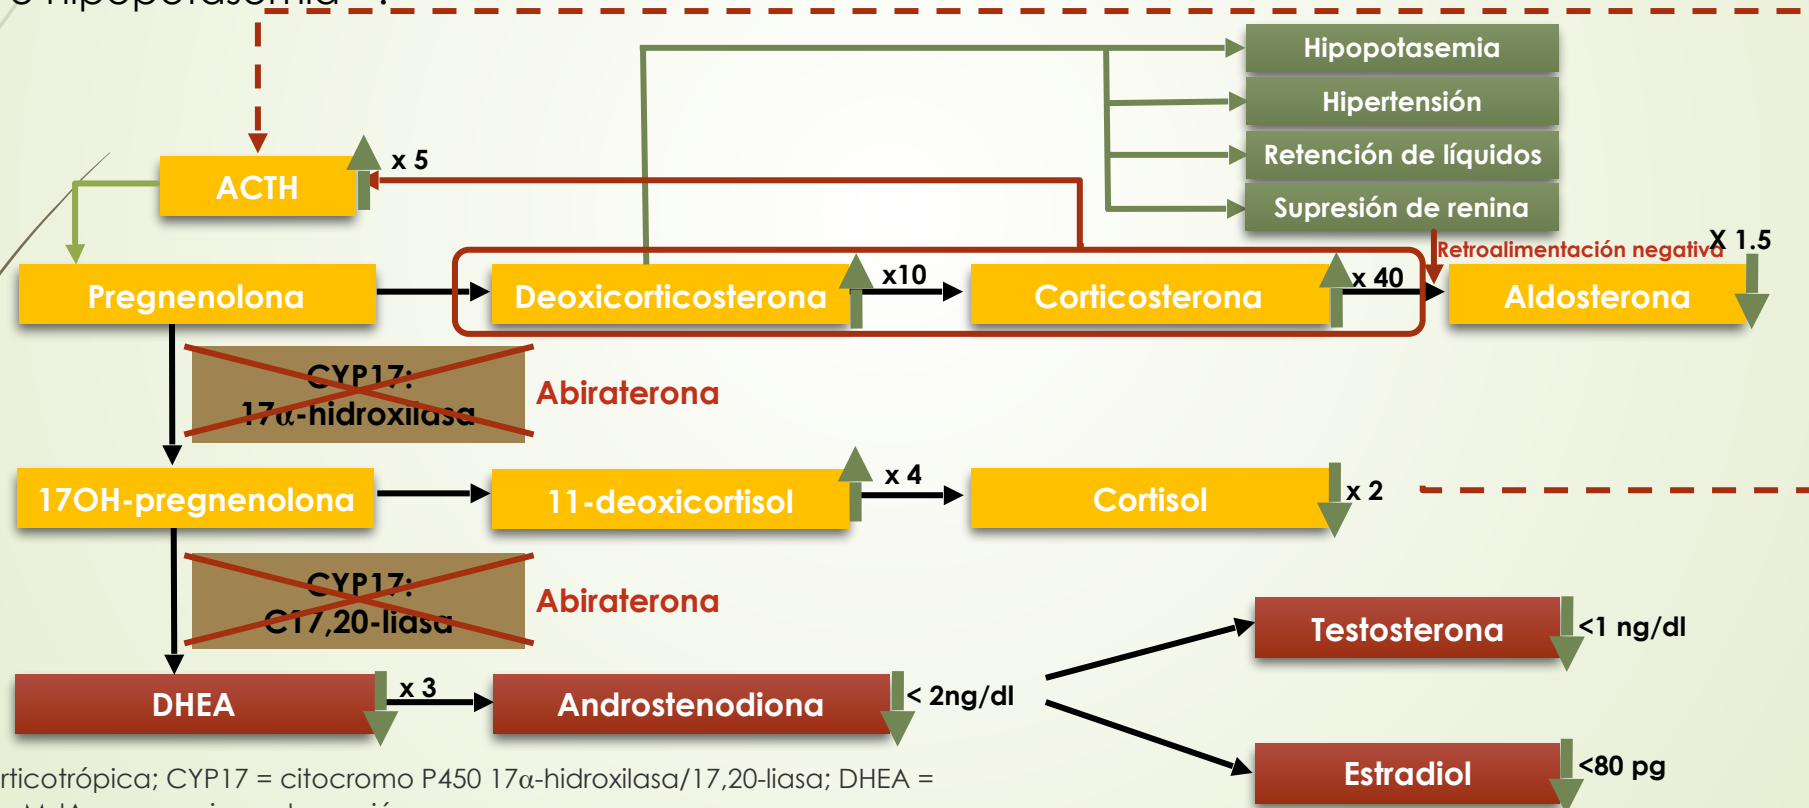 o hipopotasemia
Hipopotasemia
Hipertensión
Retención de líquidos
Supresión de renina
ACTH
x 5
Retroalimentación negativa
X 1.5
Pregnenolona
Deoxicorticosterona
x10
Corticosterona
x 40
Aldosterona
CYP17:
17α-hidroxilasa
Abiraterona
17OH-pregnenolona
11-deoxicortisol
x 4
Cortisol
x 2
CYP17:
C17,20-liasa
Abiraterona
Testosterona
<1 ng/dl
DHEA
x 3
Androstenodiona
< 2ng/dl
Estradiol
<80 pg
rticotrópica; CYP17 = citocromo P450 17α-hidroxilasa/17,20-liasa; DHEA =